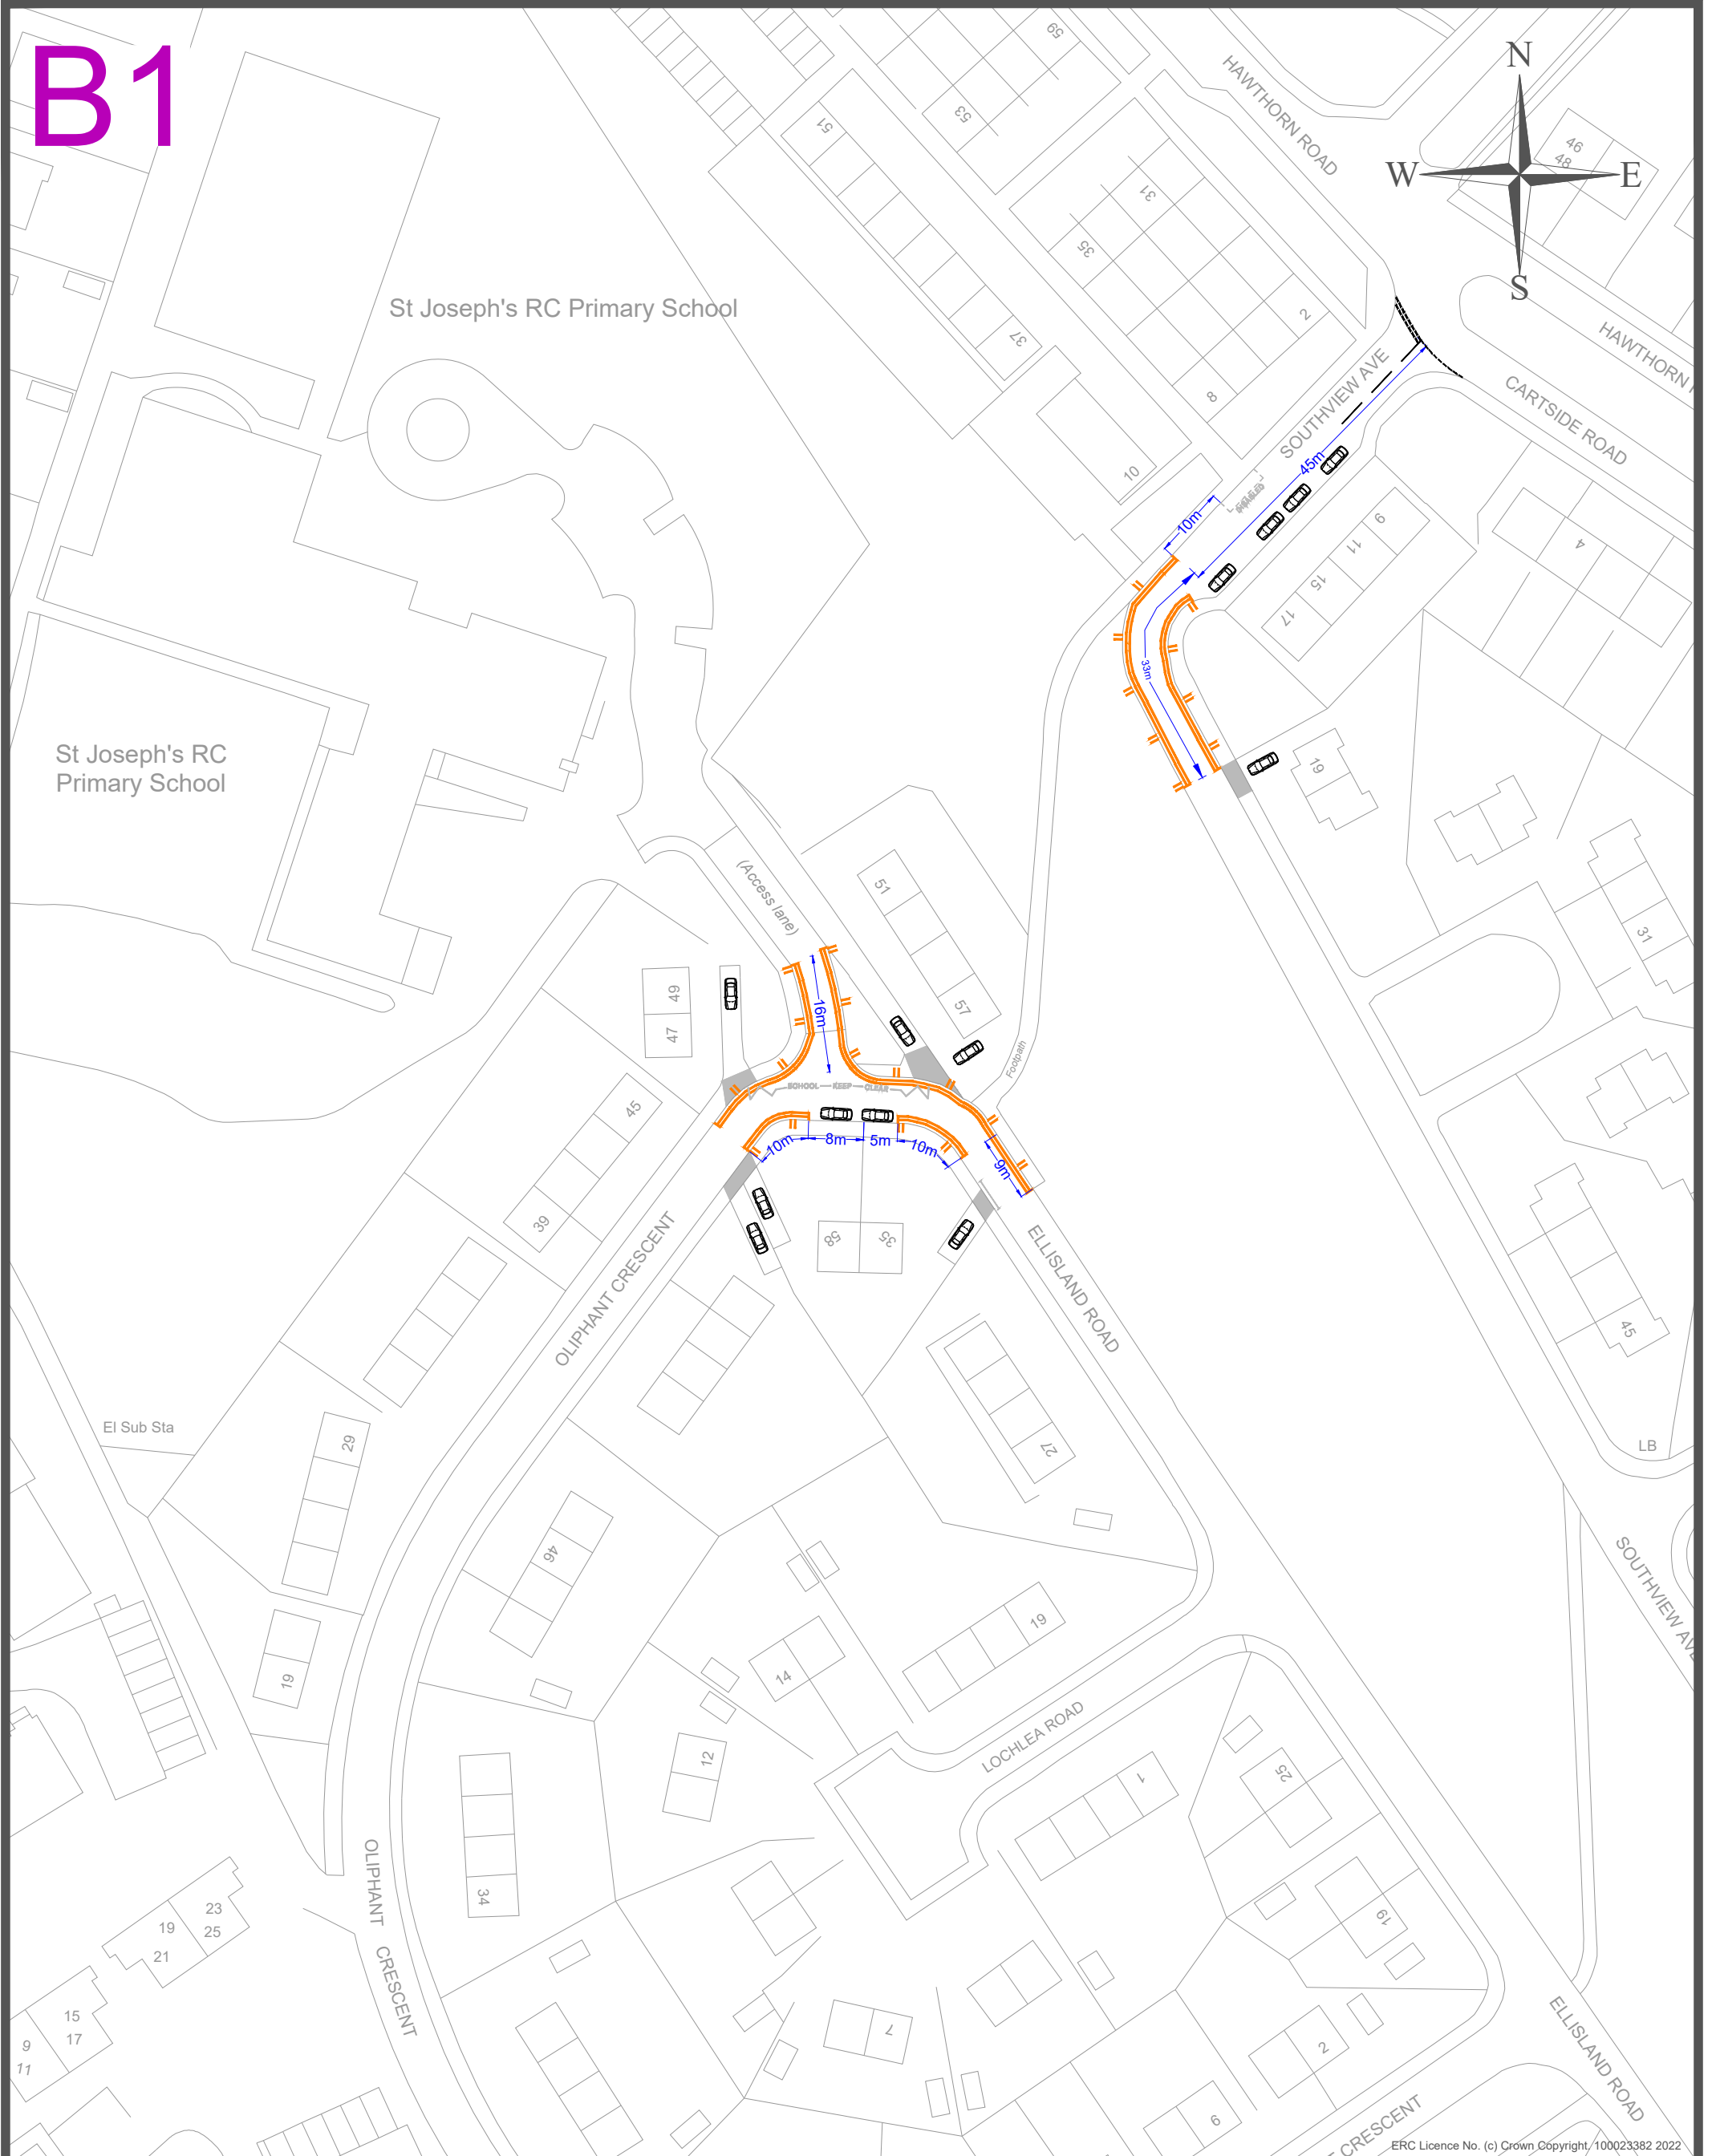 B1
59
HAWTHORN ROAD
N
W
E
S
46
48
51
53
31
35
St Joseph's RC Primary School
2
37
HAWTHORN
SOUTHVIEW AVE
CARTSIDE ROAD
8
10
45m
10m
9
11
15
17
4
33m
St Joseph's RC
Primary School
19
(Access lane)
51
31
49
47
16m
57
Footpath
SCHOOL KEEP CLEAR
45
10m
8m
5m
10m
9m
39
58
35
OLIPHANT CRESCENT
ELLISLAND ROAD
45
El Sub Sta
29
27
LB
46
SOUTHVIEW AVE
19
19
14
12
LOCHLEA ROAD
1
25
OLIPHANT CRESCENT
34
23
25
19
21
19
15
17
9
11
7
2
6
ELLISLAND ROAD
CRESCENT
ERC Licence No. (c) Crown Copyright. 100023382 2022